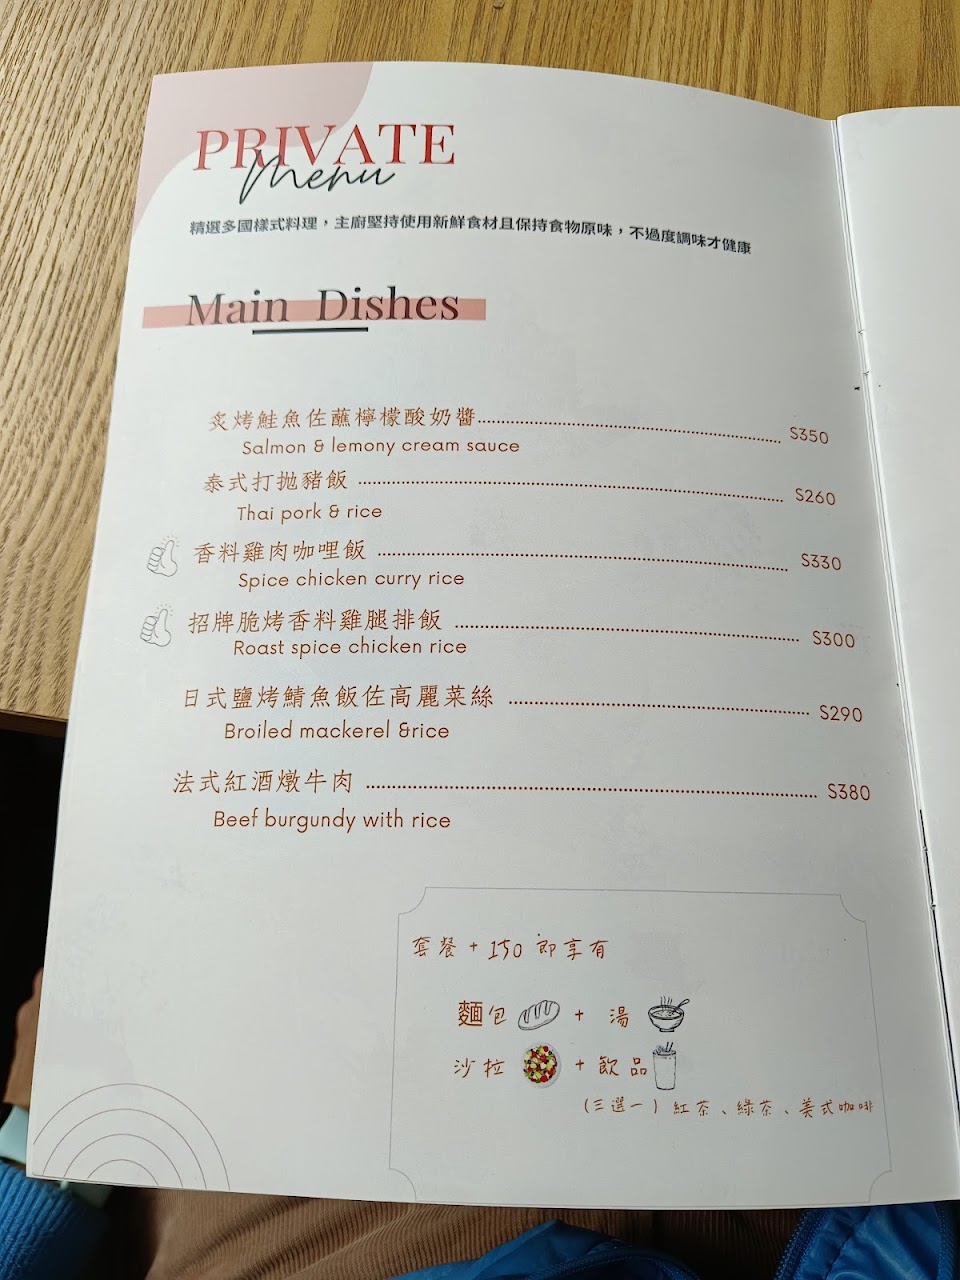 PRIVATE
Menu
精選多國樣式料理，主廚堅持使用新鮮食材且保持食物原味，不過度調味才健康
Main Dishes
炙烤鮭魚佐蘸檸檬酸奶醬 S350
Salmon & lemony cream sauce
泰式打拋豬飯 S260
Thai pork & rice
香料雞肉咖哩飯 S330
Spice chicken curry rice
招牌脆烤香料雞腿排飯 S300
Roast spice chicken rice
日式鹽烤鯖魚飯佐高麗菜絲 S290
Broiled mackerel &rice
法式紅酒燉牛肉 S380
Beef burgundy with rice
套餐 + 150 即享有
麵包 + 湯
沙拉 + 飲品
(三選一) 紅茶、綠茶、美式咖啡